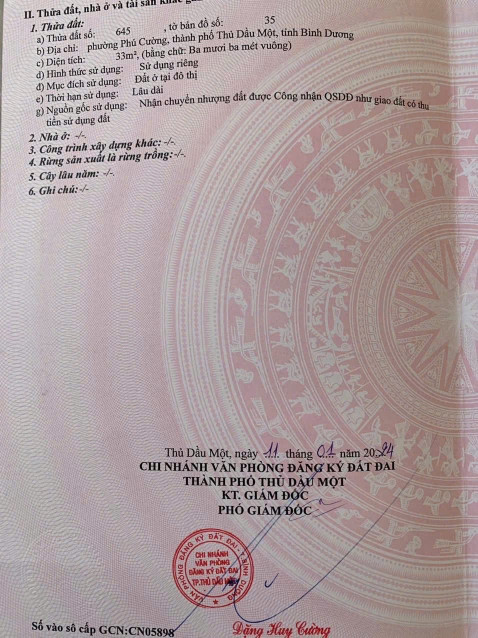 II. Thửa đất, nhà ở và tài sản khác
1. Thửa đất:
a) Thửa đất số: 645 , tờ bản đồ số: 35
b) Địa chỉ: phường Phú Cường, thành phố Thủ Dầu Một, tỉnh Bình Dương
c) Diện tích: 33m², (bằng chữ: Ba mươi ba mét vuông)
d) Hình thức sử dụng: Sử dụng riêng
đ) Mục đích sử dụng: Đất ở tại đô thị
e) Thời hạn sử dụng: Lâu dài
g) Nguồn gốc sử dụng: Nhận chuyển nhượng đất được Công nhận QSDĐ như giao đất có thu
tiền sử dụng đất
2. Nhà ở: -/-
3. Công trình xây dựng khác: -/-
4. Rừng sản xuất là rừng trồng:-/-
5. Cây lâu năm: -/-
6. Ghi chú:-/-
Thủ Dầu Một, ngày 11 tháng 01 năm 2024
CHI NHÁNH VĂN PHÒNG ĐĂNG KÝ ĐẤT ĐAI
THÀNH PHỐ THỦ DẦU MỘT
KT. GIÁM ĐỐC
PHÓ GIÁM ĐỐC
VĂN PHÒNG ĐĂNG KÝ ĐẤT ĐAI - T. BÌNH DƯƠNG
CHI NHÁNH
VĂN PHÒNG
ĐĂNG KÝ ĐẤT ĐAI
TP.THỦ DẦU MỘT
Số vào sổ cấp GCN:CN05898
Đặng Huy Cường